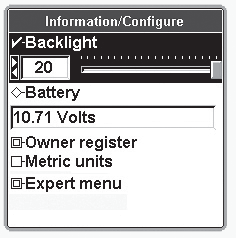 Information/Configure
Backlight
20
Battery
10.71 Volts
Owner register
Metric units
Expert menu